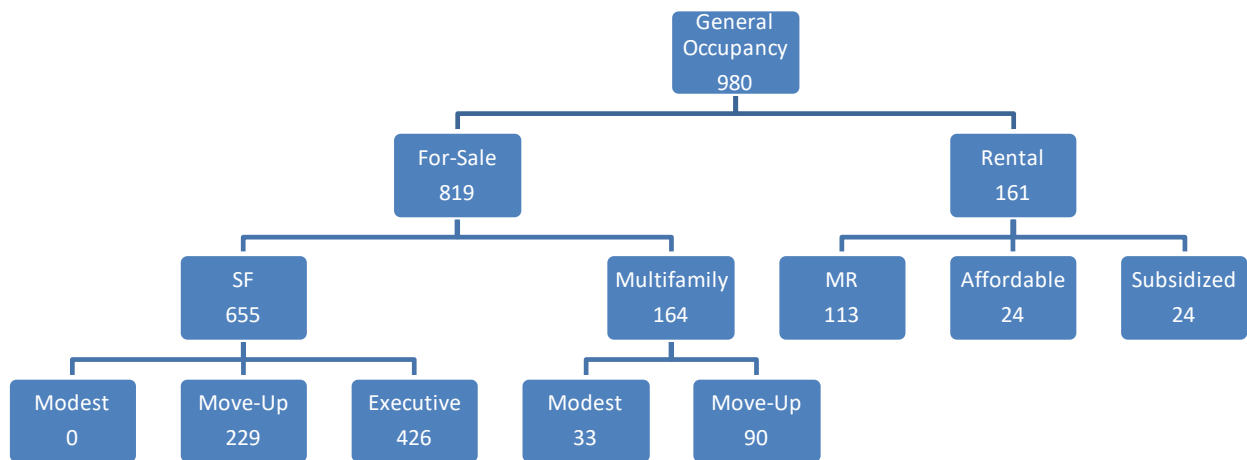 General
Occupancy
980
For-Sale
819
Rental
161
SF
655
Multifamily
164
MR
113
Affordable
24
Subsidized
24
Modest
0
Move-Up
229
Executive
426
Modest
33
Move-Up
90